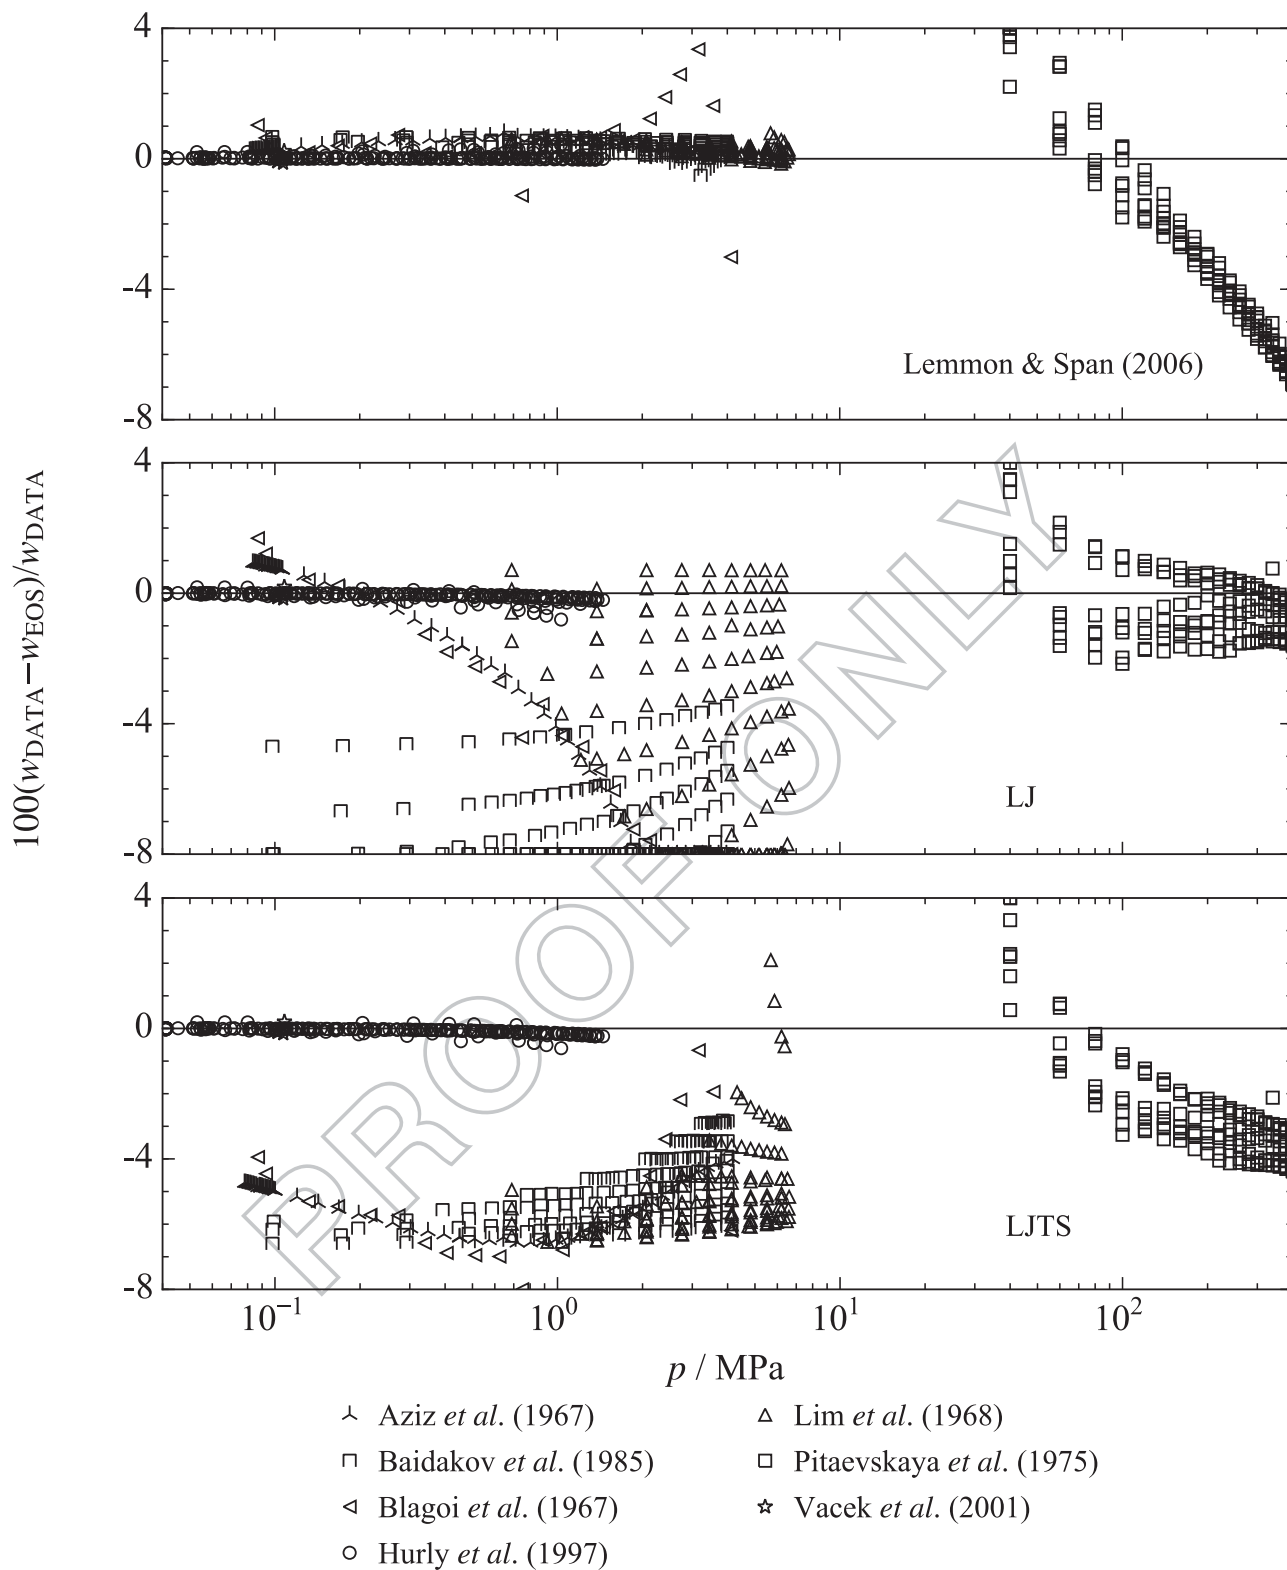 4
0
-4
-8
Lemmon & Span (2006)
4
0
-4
-8
LJ
4
0
-4
-8
LJTS
100(wDATA−wEOS)/wDATA
10⁻¹ 10⁰ 10¹ 10²
p / MPa
Aziz et al. (1967)
Baidakov et al. (1985)
Blagoi et al. (1967)
Hurly et al. (1997)
Lim et al. (1968)
Pitaevskaya et al. (1975)
Vacek et al. (2001)
PROOF ONLY